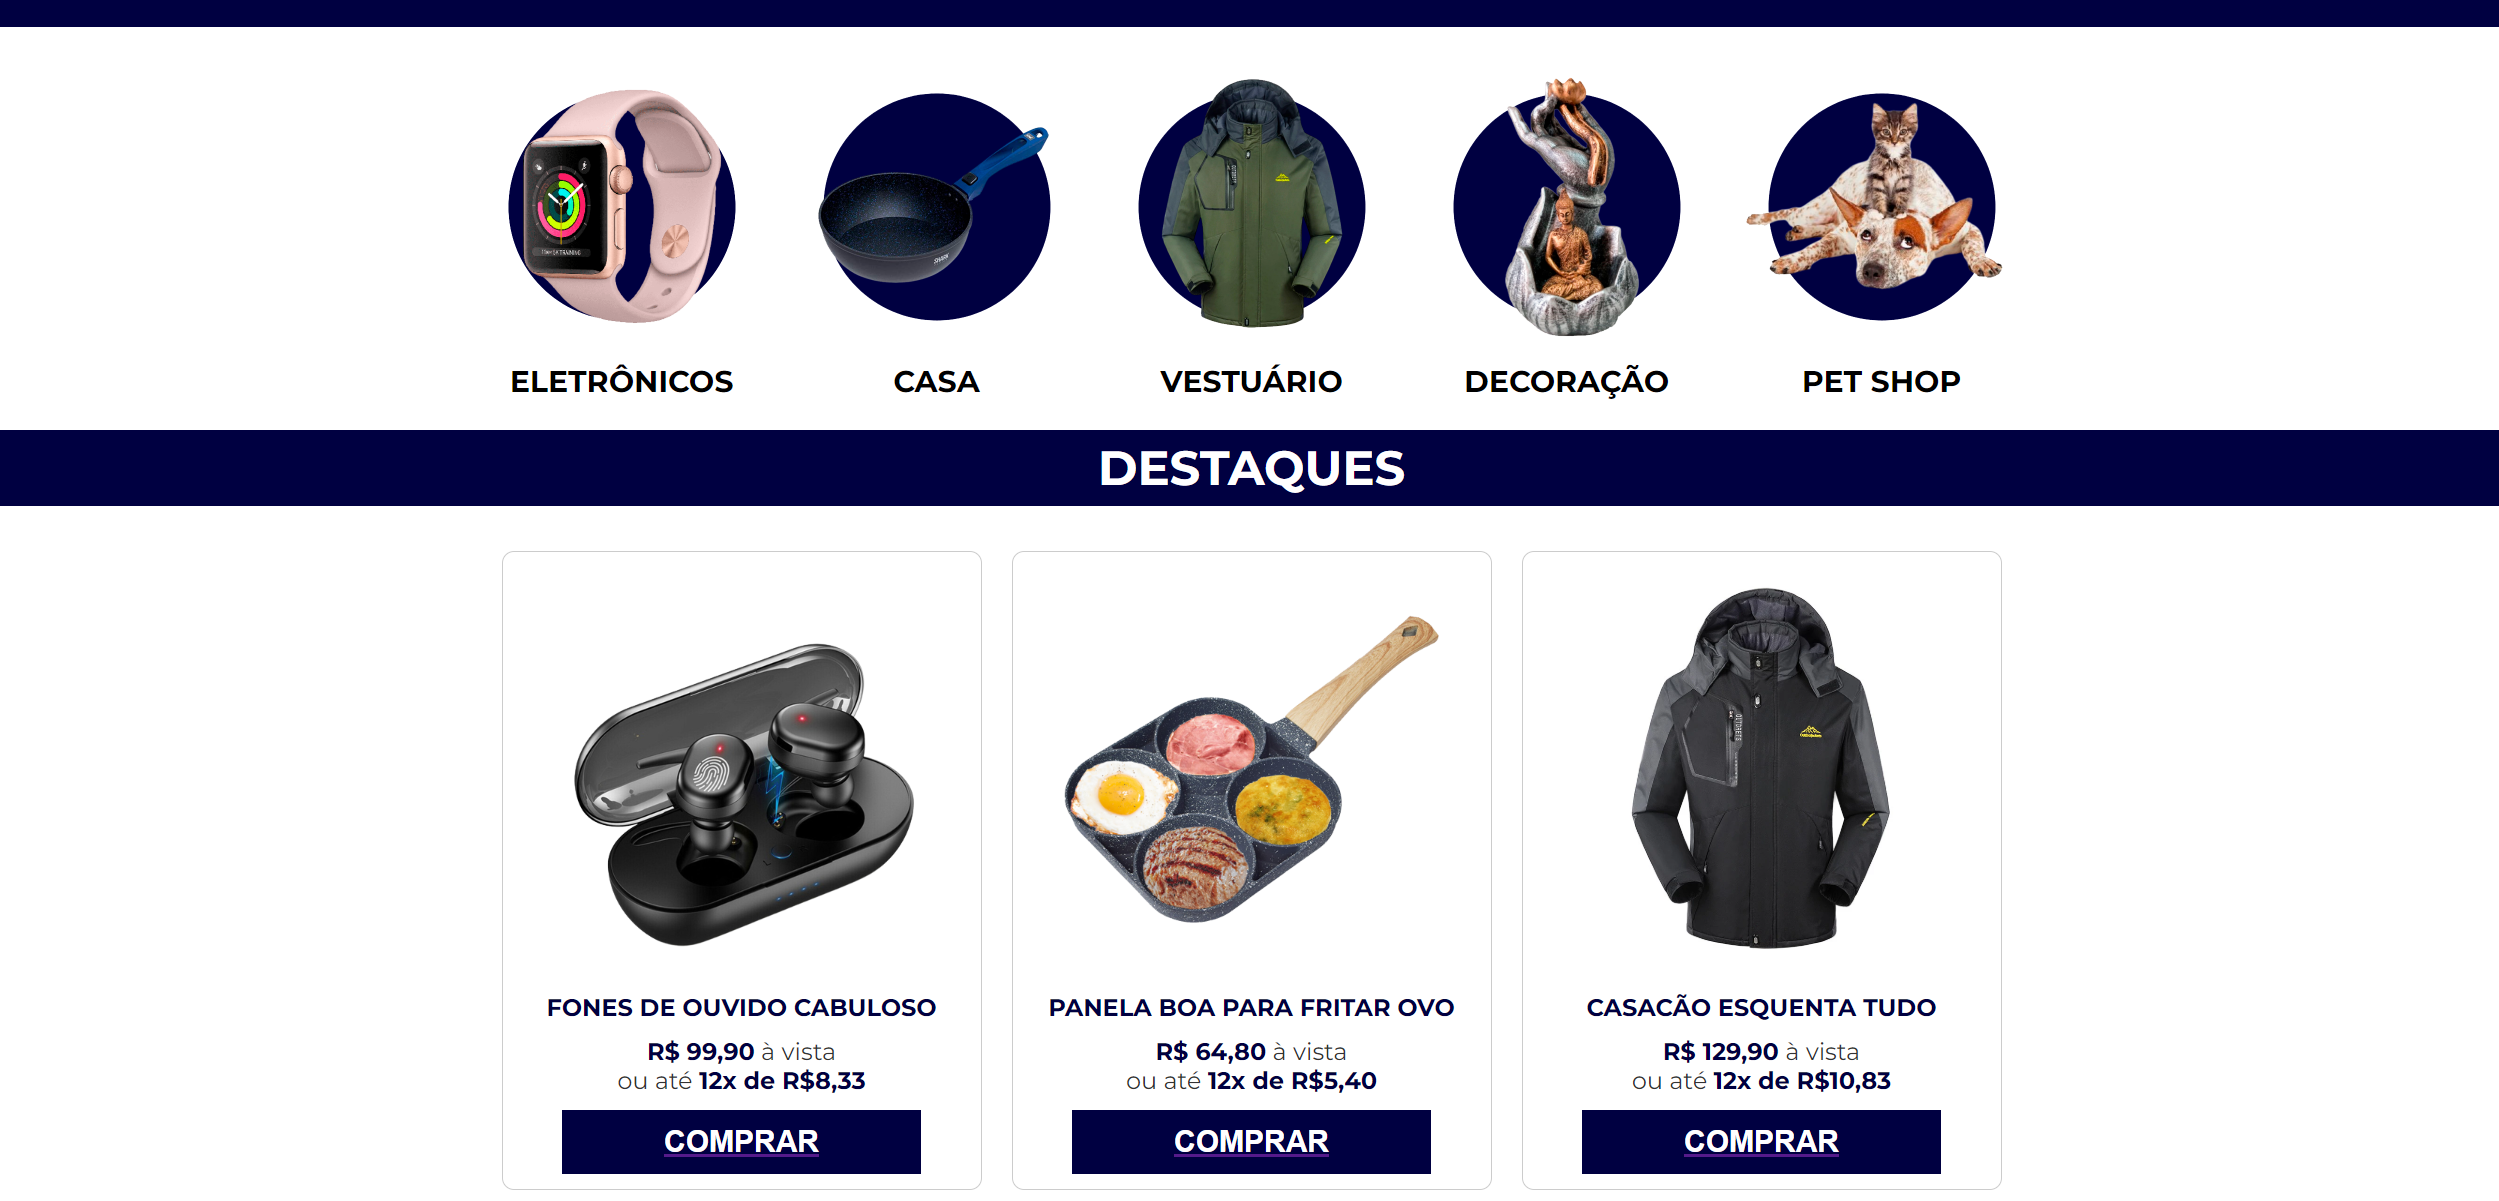 ELETRÔNICOS
CASA
VESTUÁRIO
DECORAÇÃO
PET SHOP
DESTAQUES
FONES DE OUVIDO CABULOSO
R$ 99,90 à vista
ou até 12x de R$8,33
COMPRAR
PANELA BOA PARA FRITAR OVO
R$ 64,80 à vista
ou até 12x de R$5,40
COMPRAR
CASACÃO ESQUENTA TUDO
R$ 129,90 à vista
ou até 12x de R$10,83
COMPRAR